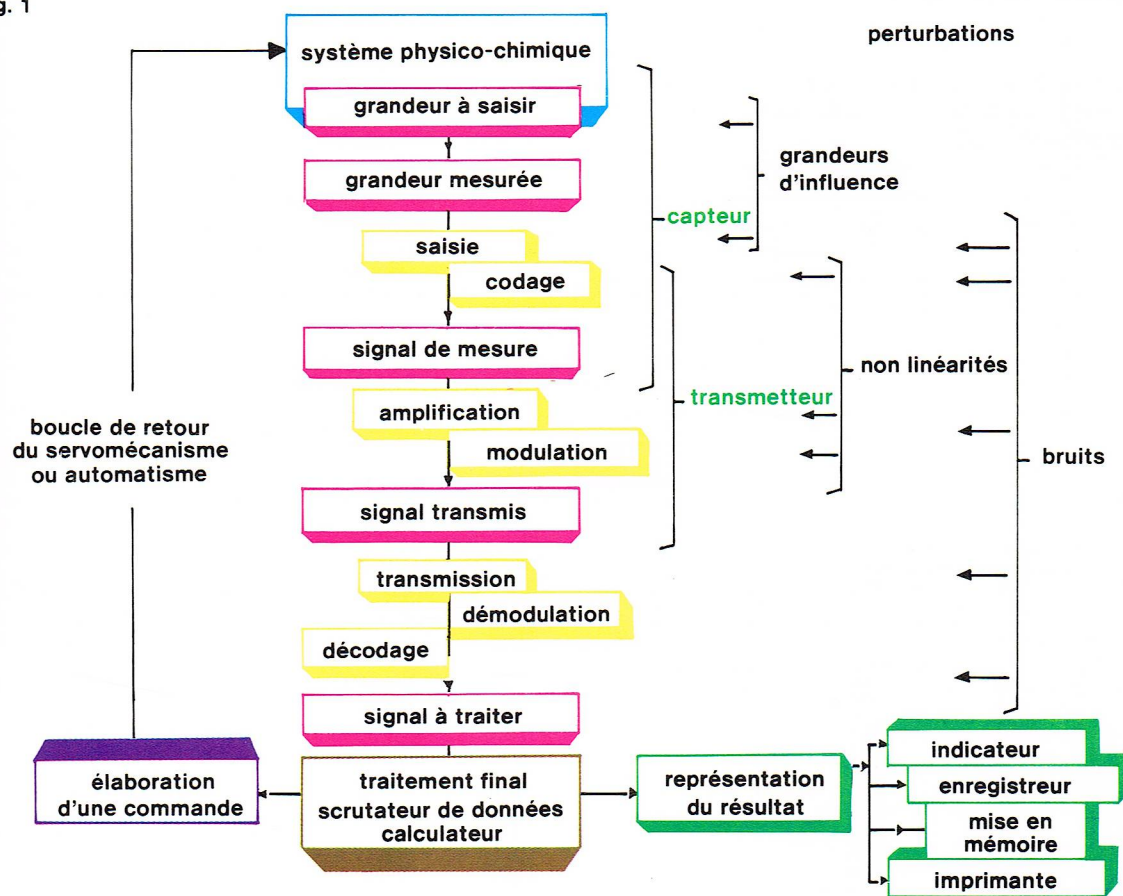 g. 1
système physico-chimique
perturbations
grandeur à saisir
grandeur mesurée
grandeurs
d'influence
capteur
saisie
codage
signal de mesure
non linéarités
transmetteur
amplification
modulation
boucle de retour
du servomécanisme
ou automatisme
bruits
signal transmis
transmission
démodulation
décodage
signal à traiter
élaboration
d'une commande
traitement final
scrutateur de données
calculateur
représentation
du résultat
indicateur
enregistreur
mise en
mémoire
imprimante